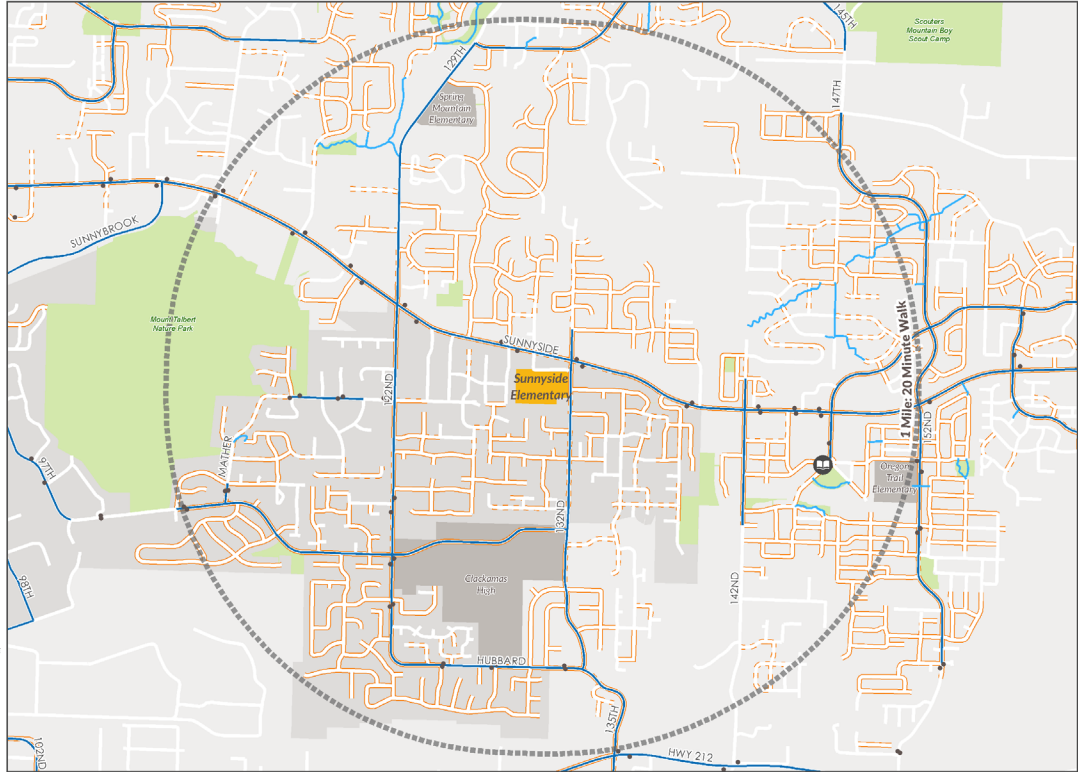 145TH
Scouters
Mountain Boy
Scout Camp
129TH
147TH
Spring
Mountain
Elementary
SUNNYBROOK
Mount Talbert
Nature Park
SUNNYSIDE
1 Mile: 20 Minute Walk
Sunnyside
Elementary
122ND
152ND
MATHER
97TH
Oregon
Trail
Elementary
132ND
98TH
Clackamas
High
142ND
HUBBARD
135TH
102ND
HWY 212